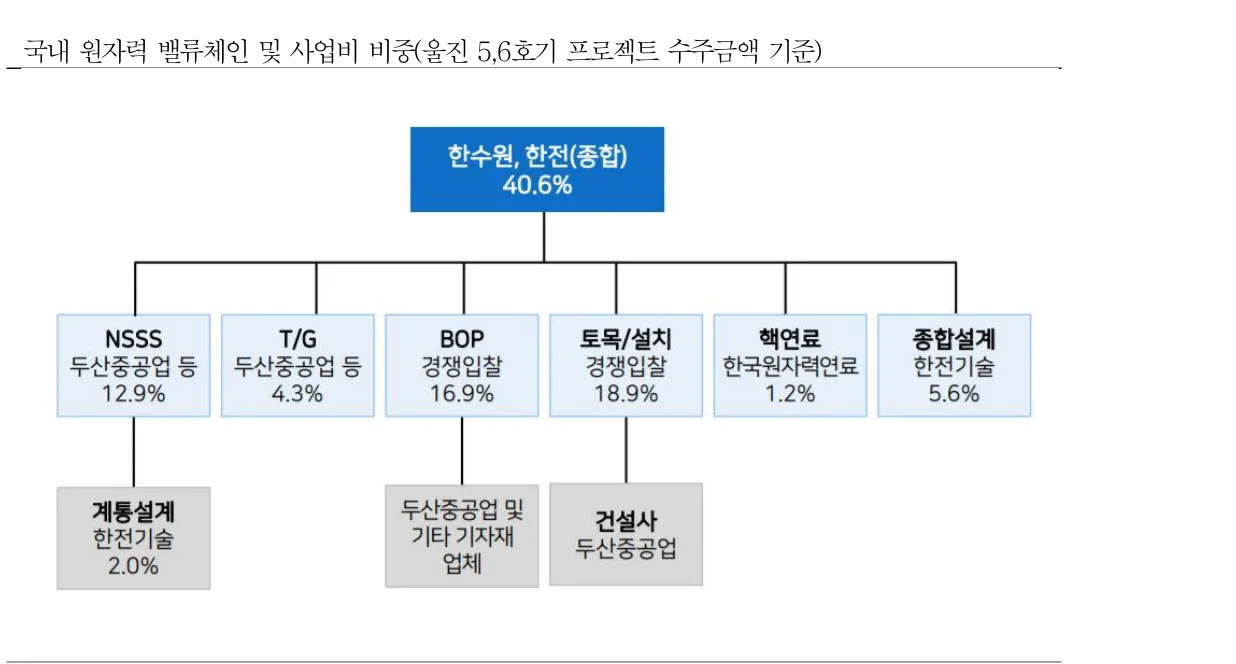 국내 원자력 밸류체인 및 사업비 비중(울진 5,6호기 프로젝트 수주금액 기준)
한수원, 한전(종합)
40.6%
NSSS
두산중공업 등
12.9%
T/G
두산중공업 등
4.3%
BOP
경쟁입찰
16.9%
토목/설치
경쟁입찰
18.9%
핵연료
한국원자력연료
1.2%
종합설계
한전기술
5.6%
계통설계
한전기술
2.0%
두산중공업 및
기타 기자재
업체
건설사
두산중공업